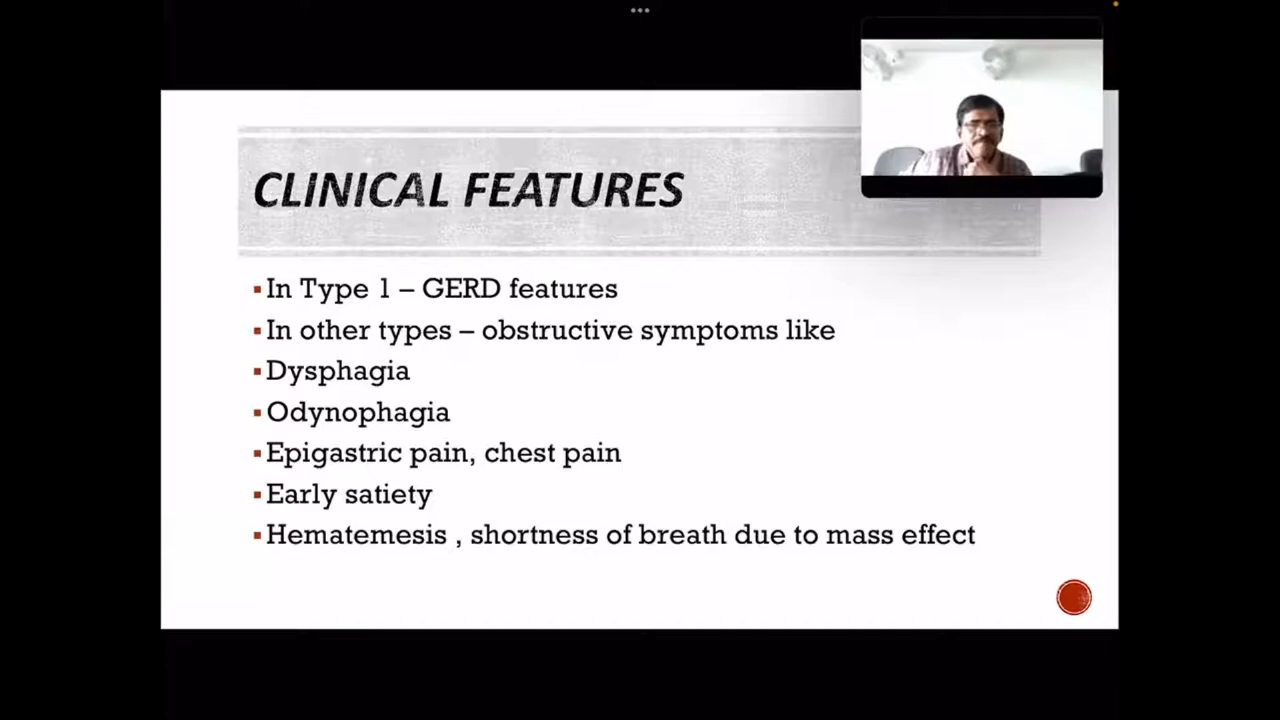 CLINICAL FEATURES
In Type 1 – GERD features
In other types – obstructive symptoms like
Dysphagia
Odynophagia
Epigastric pain, chest pain
Early satiety
Hematemesis , shortness of breath due to mass effect